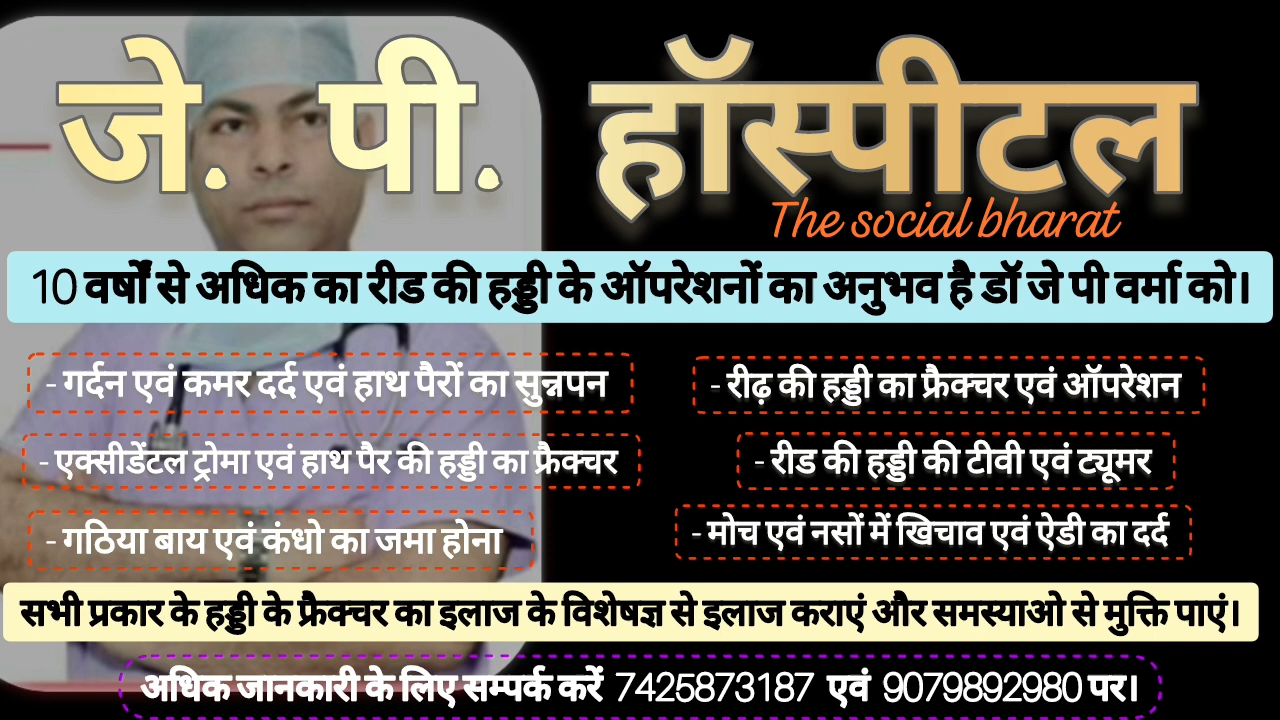 जे. पी. हॉस्पीटल
The social bharat
10 वर्षों से अधिक का रीड की हड्डी के ऑपरेशनों का अनुभव है डॉ जे पी वर्मा को।
- गर्दन एवं कमर दर्द एवं हाथ पैरों का सुन्नपन
- रीढ़ की हड्डी का फ्रैक्चर एवं ऑपरेशन
- एक्सीडेंटल ट्रोमा एवं हाथ पैर की हड्डी का फ्रैक्चर
- रीड की हड्डी की टीवी एवं ट्यूमर
- गठिया बाय एवं कंधो का जमा होना
- मोच एवं नसों में खिचाव एवं ऐडी का दर्द
सभी प्रकार के हड्डी के फ्रैक्चर का इलाज के विशेषज्ञ से इलाज कराएं और समस्याओ से मुक्ति पाएं।
अधिक जानकारी के लिए सम्पर्क करें 7425873187 एवं 9079892980 पर।